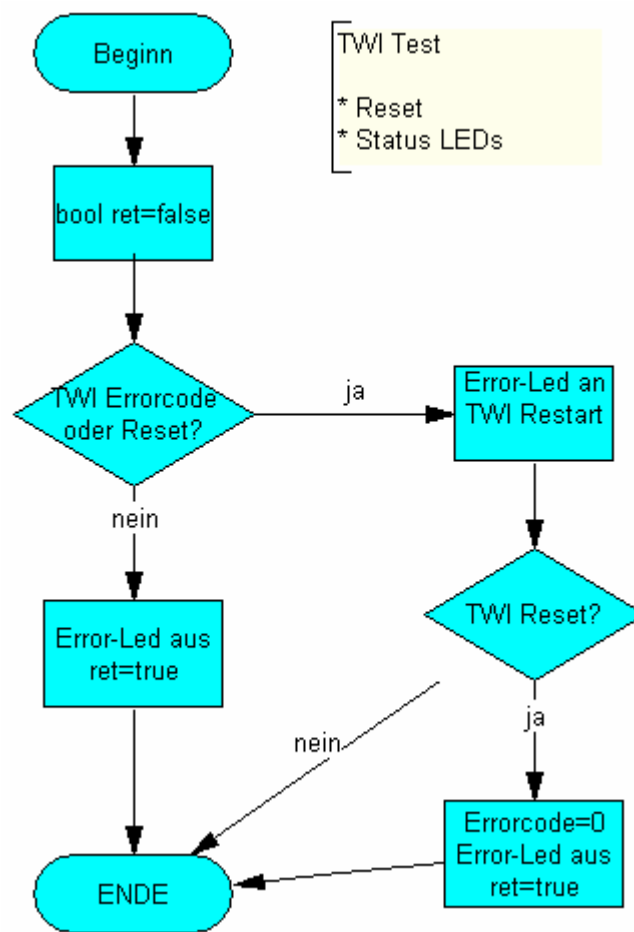 Beginn
TWI Test
* Reset
* Status LEDs
bool ret=false
TWI Errorcode
oder Reset?
ja
Error-Led an
TWI Restart
nein
TWI Reset?
Error-Led aus
ret=true
ja
nein
Errorcode=0
Error-Led aus
ret=true
ENDE